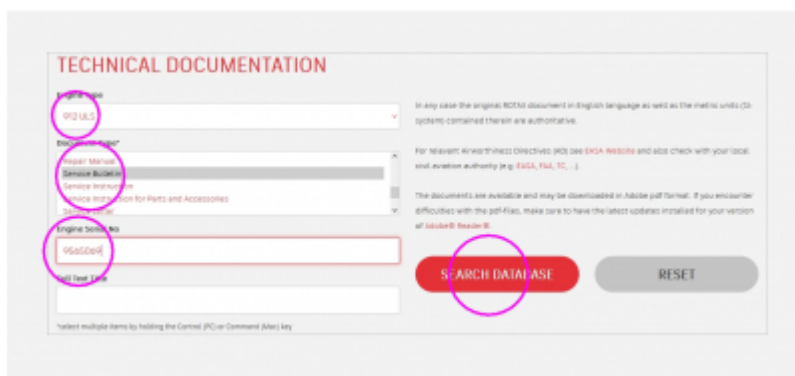 TECHNICAL DOCUMENTATION
Engine Type
912 ULS
Document Type*
Repair Manual
Service Bulletin
Service Instruction
Service Instruction for Parts and Accessories
Service Letter
Engine Serial No
Full Text Title
*select multiple items by holding the Control (PC) or Command (Mac) key
In any case the original ROTAX document in English language as well as the metric units (SI-
system) contained therein are authoritative.
For relevant Airworthiness Directives (AD) see EASA Website and also check with your local
civil aviation authority (e.g. EASA, FAA, TC, ...).
The documents are available and may be downloaded in Adobe pdf format. If you encounter
difficulties with the pdf-files, make sure to have the latest updates installed for your version
of Adobe® Reader®.
SEARCH DATABASE
RESET